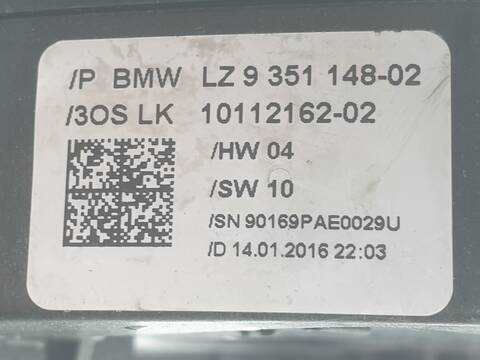 /P BMW LZ 9 351 148-02
/3OS LK 10112162-02
/HW 04
/SW 10
/SN 90169PAE0029U
/D 14.01.2016 22:03